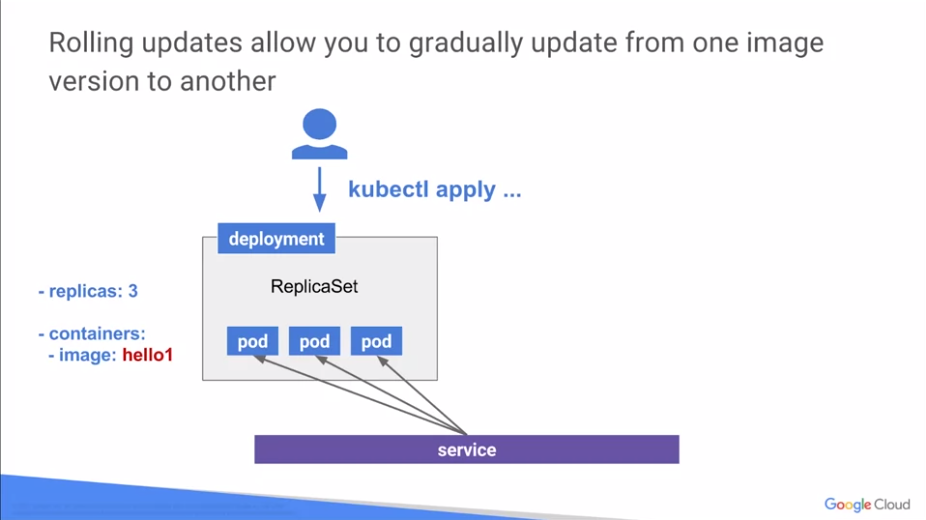 Rolling updates allow you to gradually update from one image
version to another
kubectl apply ...
deployment
ReplicaSet
- replicas: 3
- containers:
- image: hello1
pod pod pod
service
Google Cloud